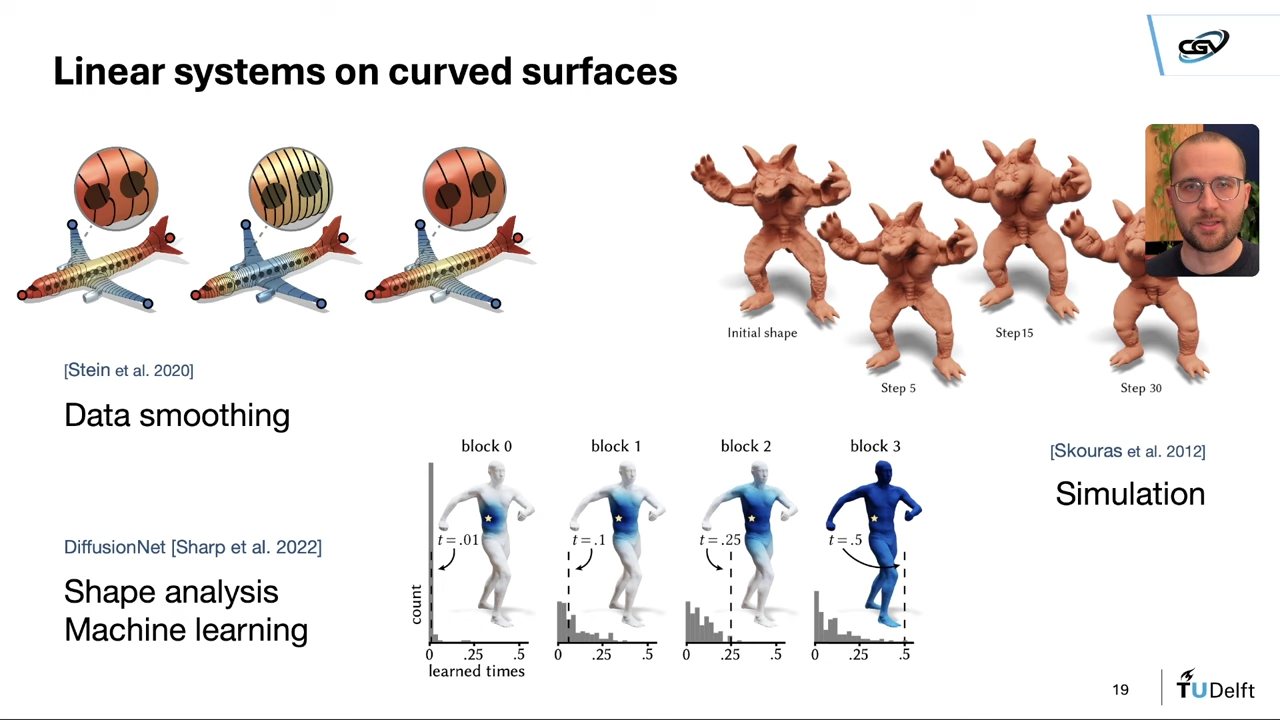 Linear systems on curved surfaces
CGV
Initial shape
Step 5
Step15
Step 30
[Stein et al. 2020]
Data smoothing
[Skouras et al. 2012]
Simulation
DiffusionNet [Sharp et al. 2022]
Shape analysis
Machine learning
block 0
block 1
block 2
block 3
t=.01
t=.1
t=.25
t=.5
count
0 .25 .5
0 .25 .5
0 .25 .5
0 .25 .5
learned times
19
TUDelft